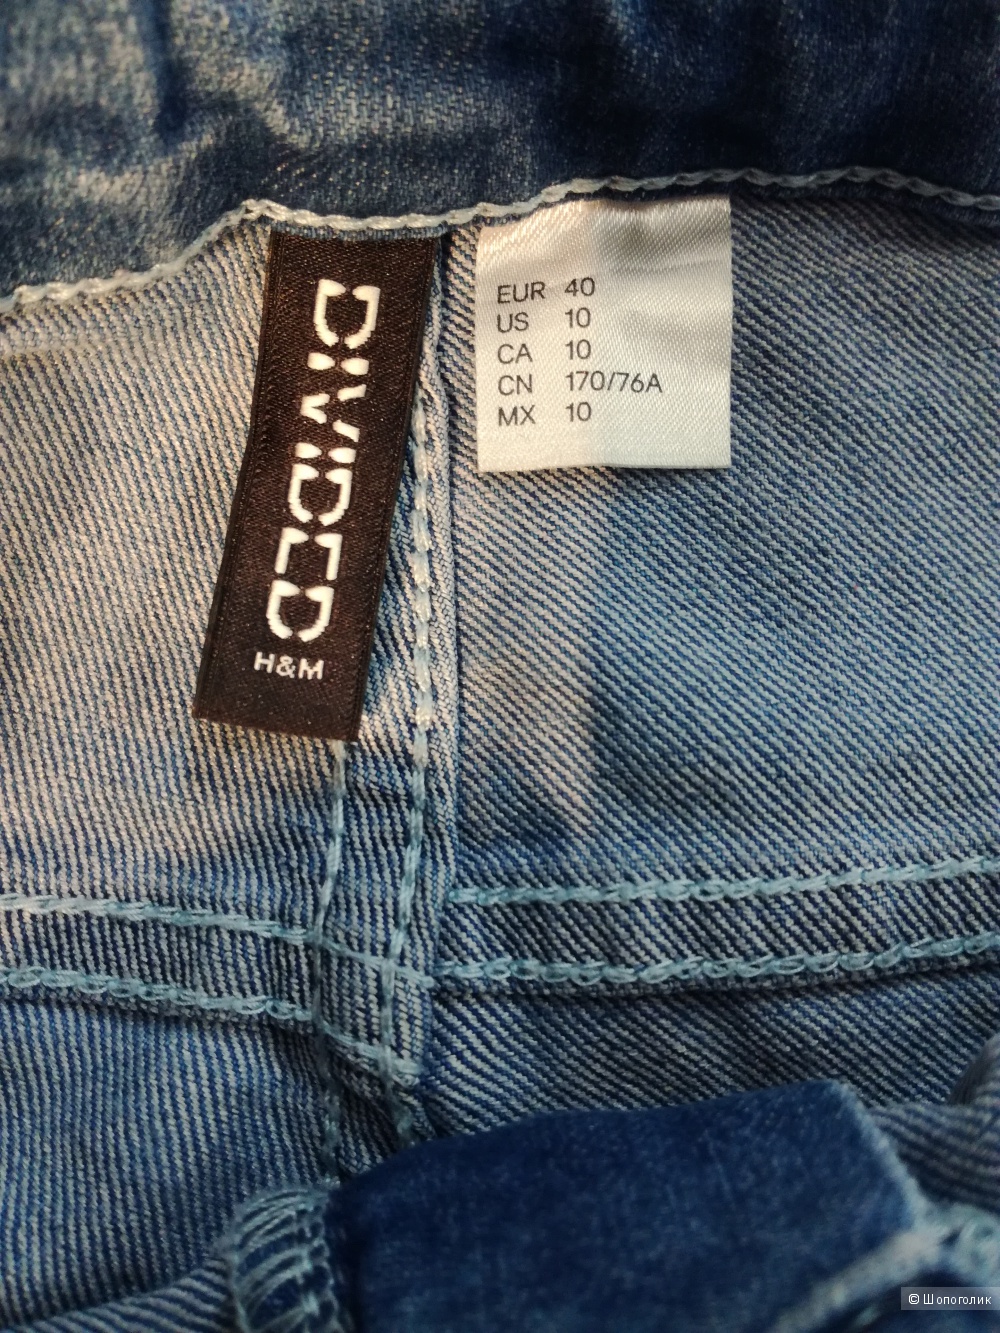 DIVIDED
H&M
EUR 40
US 10
CA 10
CN 170/76A
MX 10
© Шопоголик